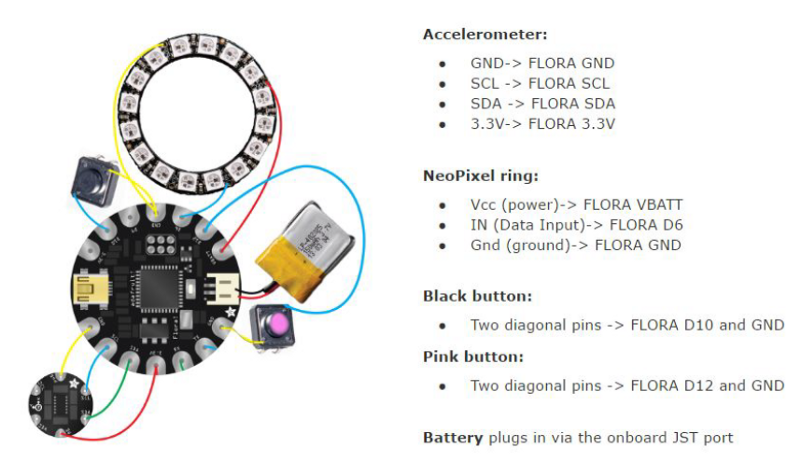 Accelerometer:
● GND-> FLORA GND
● SCL -> FLORA SCL
● SDA -> FLORA SDA
● 3.3V-> FLORA 3.3V
NeoPixel ring:
● Vcc (power)-> FLORA VBATT
● IN (Data Input)-> FLORA D6
● Gnd (ground)-> FLORA GND
Black button:
● Two diagonal pins -> FLORA D10 and GND
Pink button:
● Two diagonal pins -> FLORA D12 and GND
Battery plugs in via the onboard JST port
adafruit
Flora